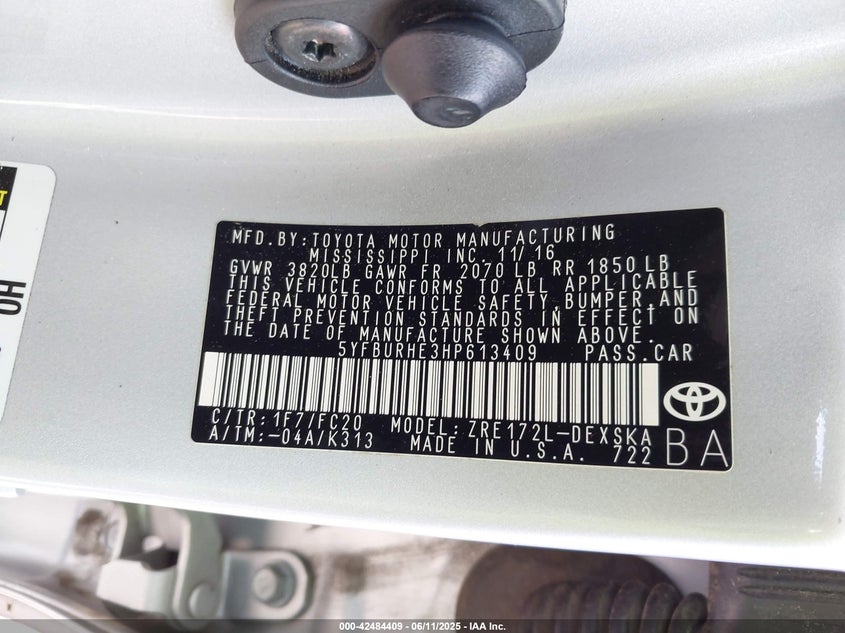 MFD.BY:TOYOTA MOTOR MANUFACTURING
MISSISSIPPI INC. 11/16
GVWR 3820LB GAWR FR 2070 LB RR 1850LB
THIS VEHICLE CONFORMS TO ALL APPLICABLE
FEDERAL MOTOR VEHICLE SAFETY,BUMPER,AND
THEFT PREVENTION STANDARDS IN EFFECT ON
THE DATE OF MANUFACTURE SHOWN ABOVE.
5YFBURHE3HP613409 PASS.CAR
C/TR:1F7/FC20 MODEL:ZRE172L-DEXSKA
A/TM:-04A/K313 MADE IN U.S.A. 722
BA
HO
000-42484409 - 06/11/2025 - IAA Inc.